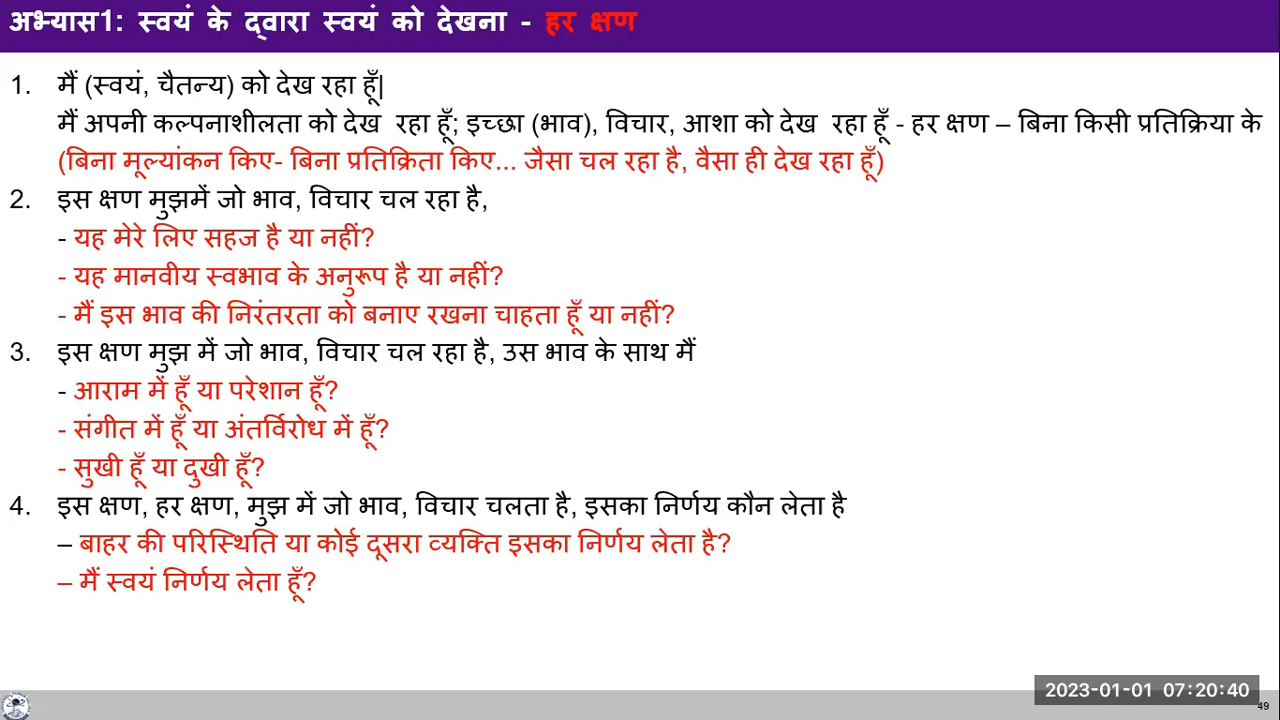 अभ्यास1: स्वयं के द्वारा स्वयं को देखना - हर क्षण
1. मैं (स्वयं, चैतन्य) को देख रहा हूँ|
मैं अपनी कल्पनाशीलता को देख रहा हूँ; इच्छा (भाव), विचार, आशा को देख रहा हूँ - हर क्षण – बिना किसी प्रतिक्रिया के
(बिना मूल्यांकन किए- बिना प्रतिक्रिता किए... जैसा चल रहा है, वैसा ही देख रहा हूँ)
2. इस क्षण मुझमें जो भाव, विचार चल रहा है,
- यह मेरे लिए सहज है या नहीं?
- यह मानवीय स्वभाव के अनुरूप है या नहीं?
- मैं इस भाव की निरंतरता को बनाए रखना चाहता हूँ या नहीं?
3. इस क्षण मुझ में जो भाव, विचार चल रहा है, उस भाव के साथ मैं
- आराम में हूँ या परेशान हूँ?
- संगीत में हूँ या अंतर्विरोध में हूँ?
- सुखी हूँ या दुखी हूँ?
4. इस क्षण, हर क्षण, मुझ में जो भाव, विचार चलता है, इसका निर्णय कौन लेता है
– बाहर की परिस्थिति या कोई दूसरा व्यक्ति इसका निर्णय लेता है?
– मैं स्वयं निर्णय लेता हूँ?
2023-01-01 07:20:40
49